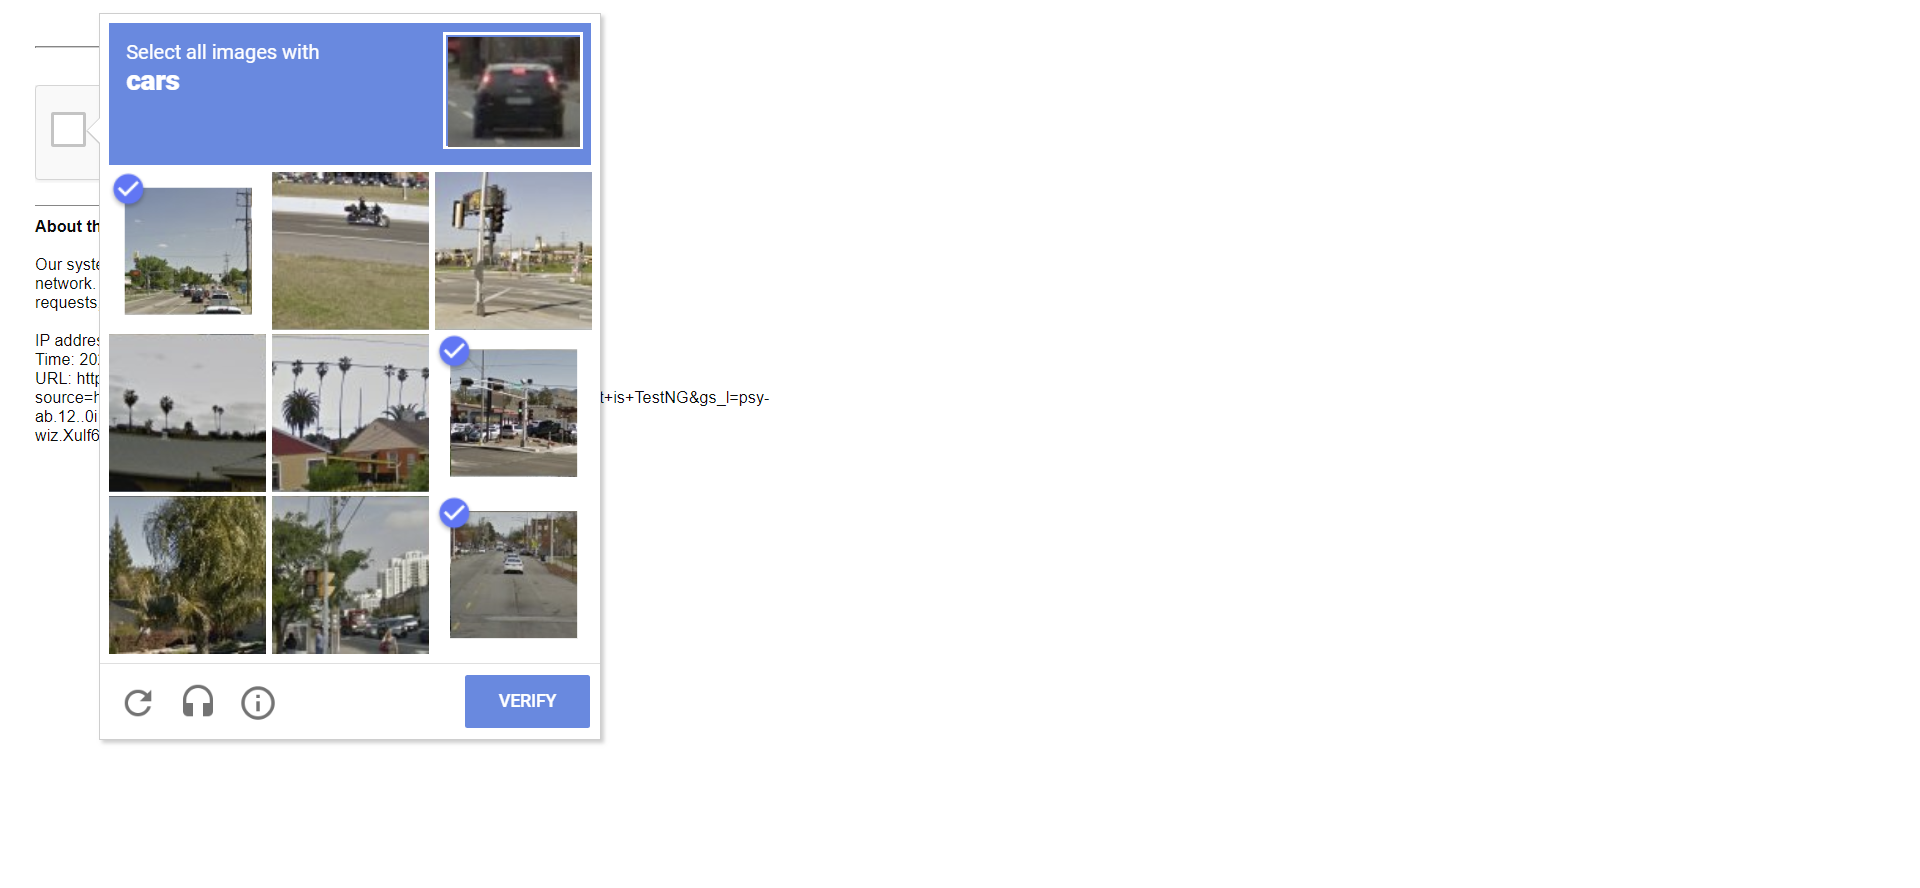 Select all images with
cars
About th
Our syste
network.
requests
IP addres
Time: 20
URL: http
source=h t+is+TestNG&gs_l=psy-
ab.12..0i
wiz.Xulf6
VERIFY